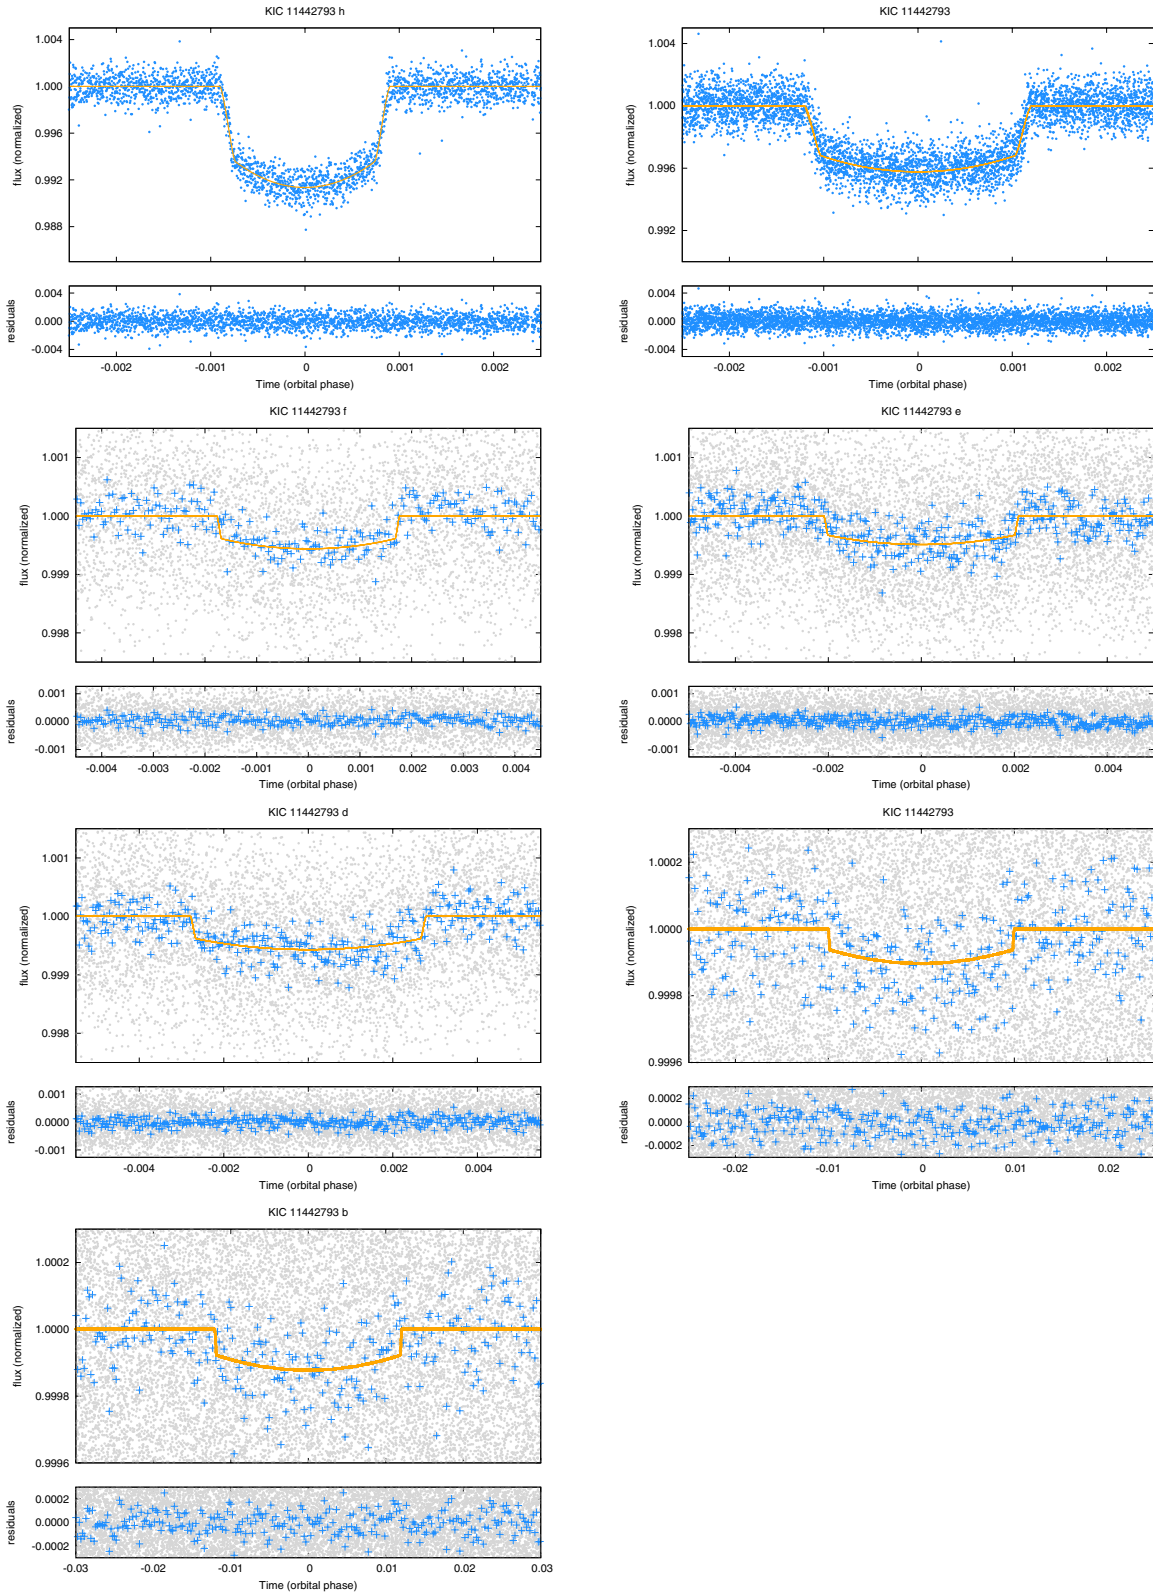 KIC 11442793 h
1.004
1.000
0.996
0.992
0.988
flux (normalized)
0.004
0.000
-0.004
residuals
-0.002 -0.001 0 0.001 0.002
Time (orbital phase)
KIC 11442793
1.004
1.000
0.996
0.992
flux (normalized)
0.004
0.000
-0.004
residuals
-0.002 -0.001 0 0.001 0.002
Time (orbital phase)
KIC 11442793 f
1.001
1.000
0.999
0.998
flux (normalized)
0.001
0.0000
-0.001
residuals
-0.004 -0.003 -0.002 -0.001 0 0.001 0.002 0.003 0.004
Time (orbital phase)
KIC 11442793 e
1.001
1.000
0.999
0.998
flux (normalized)
0.001
0.0000
-0.001
residuals
-0.004 -0.002 0 0.002 0.004
Time (orbital phase)
KIC 11442793 d
1.001
1.000
0.999
0.998
flux (normalized)
0.001
0.0000
-0.001
residuals
-0.004 -0.002 0 0.002 0.004
Time (orbital phase)
KIC 11442793
1.0002
1.0000
0.9998
0.9996
flux (normalized)
0.0002
0.0000
-0.0002
residuals
-0.02 -0.01 0 0.01 0.02
Time (orbital phase)
KIC 11442793 b
1.0002
1.0000
0.9998
0.9996
flux (normalized)
0.0002
0.0000
-0.0002
residuals
-0.03 -0.02 -0.01 0 0.01 0.02 0.03
Time (orbital phase)